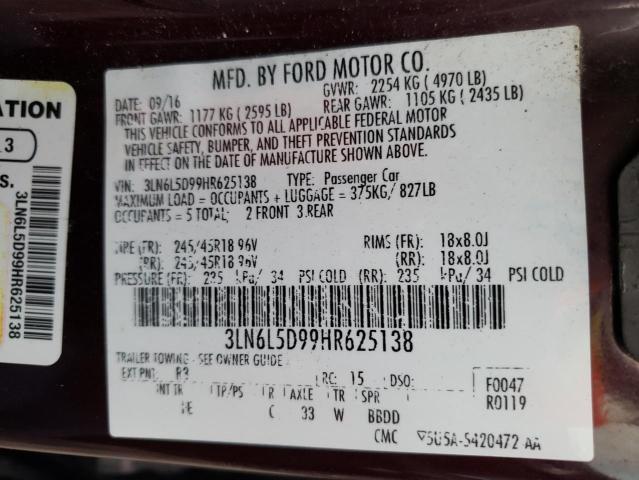 MFD. BY FORD MOTOR CO.
DATE: 09/16
GVWR: 2254 KG ( 4970 LB)
FRONT GAWR: 1177 KG ( 2595 LB)
REAR GAWR: 1105 KG ( 2435 LB)
THIS VEHICLE CONFORMS TO ALL APPLICABLE FEDERAL MOTOR
VEHICLE SAFETY, BUMPER, AND THEFT PREVENTION STANDARDS
IN EFFECT ON THE DATE OF MANUFACTURE SHOWN ABOVE.
VIN: 3LN6L5D99HR625138 TYPE: Passenger Car
MAXIMUM LOAD = OCCUPANTS + LUGGAGE = 375KG/ 827LB
OCCUPANTS = 5 TOTAL: 2 FRONT 3 REAR
(FR): 245/45R18 96V RIMS (FR): 18x8.0J
(RR): 245/45R18 96V (RR): 18x8.0J
PRESSURE (FR): 235 kPa/ 34 PSI COLD (RR): 235 kPa/ 34 PSI COLD
3LN6L5D99HR625138
TRAILER TOWING - SEE OWNER GUIDE
EXT PNT: R3 RC: 15 DSO:
F0047
R0119
INT TR TP/PS R AXLE TR SPR
E C 33 W BBDD
CMC 5U5A-5420472-AA
ATION
13
S.
3LN6L5D99HR625138